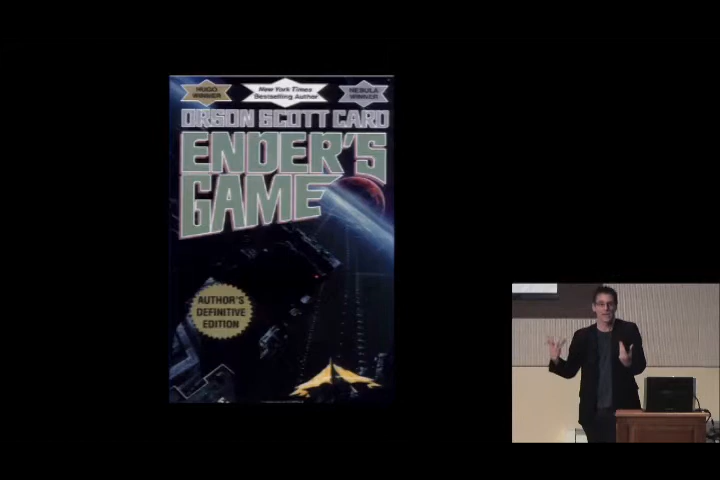 HUGO
WINNER
New York Times
Bestselling Author
NEBULA
WINNER
ORSON SCOTT CARD
ENDER'S
GAME
AUTHOR'S
DEFINITIVE
EDITION